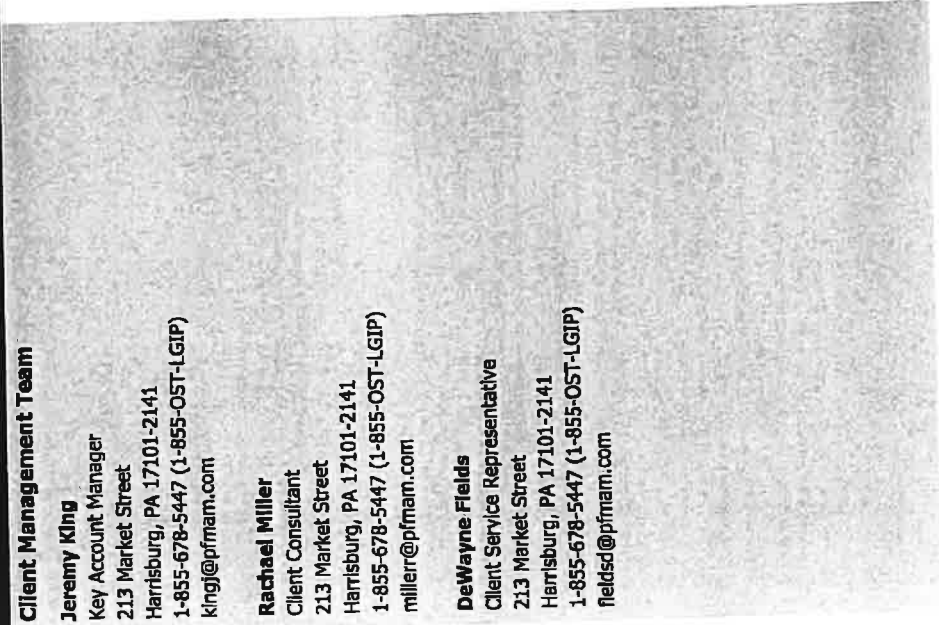 Client Management Team
Jeremy King
Key Account Manager
213 Market Street
Harrisburg, PA 17101-2141
1-855-678-5447 (1-855-OST-LGIP)
kingj@pfmam.com
Rachael Miller
Client Consultant
213 Market Street
Harrisburg, PA 17101-2141
1-855-678-5447 (1-855-OST-LGIP)
millerr@pfmam.com
DeWayne Fields
Client Service Representative
213 Market Street
Harrisburg, PA 17101-2141
1-855-678-5447 (1-855-OST-LGIP)
fieldsd@pfmam.com